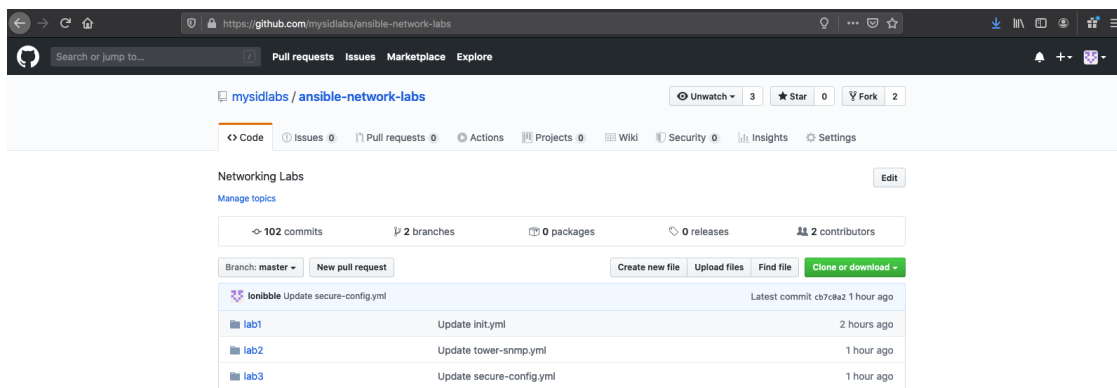 https://github.com/mysidlabs/ansible-network-labs
Search or jump to... / Pull requests Issues Marketplace Explore
mysidlabs / ansible-network-labs Unwatch 3 Star 0 Fork 2
Code Issues 0 Pull requests 0 Actions Projects 0 Wiki Security 0 Insights Settings
Networking Labs Edit
Manage topics
102 commits 2 branches 0 packages 0 releases 2 contributors
Branch: master New pull request Create new file Upload files Find file Clone or download
lonibble Update secure-config.yml Latest commit cb7c0a2 1 hour ago
lab1 Update init.yml 2 hours ago
lab2 Update tower-snmp.yml 1 hour ago
lab3 Update secure-config.yml 1 hour ago